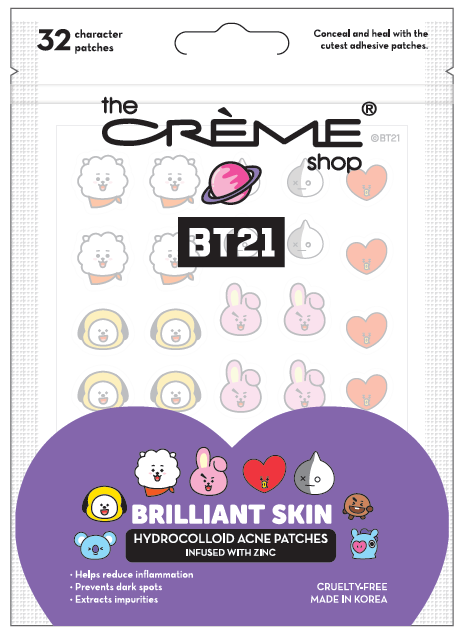 32 character
patches
Conceal and heal with the
cutest adhesive patches.
the
CRÈME®
shop
©BT21
BT21
BRILLIANT SKIN
HYDROCOLLOID ACNE PATCHES
INFUSED WITH ZINC
· Helps reduce inflammation
· Prevents dark spots
· Extracts impurities
CRUELTY-FREE
MADE IN KOREA